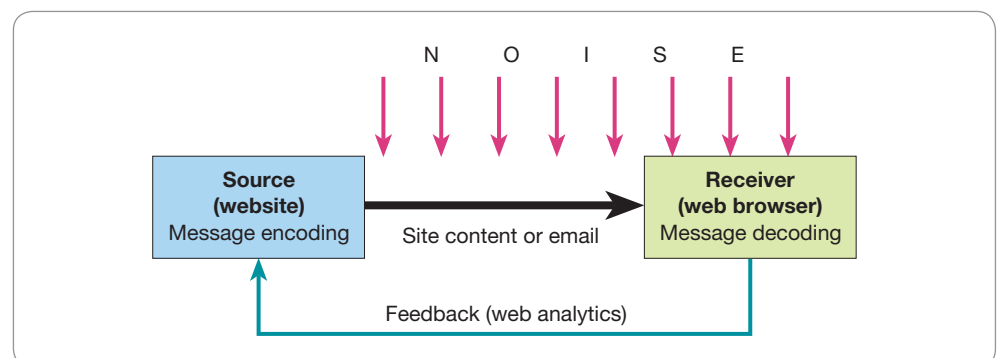 N O I S E
Source
(website)
Message encoding
Receiver
(web browser)
Message decoding
Site content or email
Feedback (web analytics)